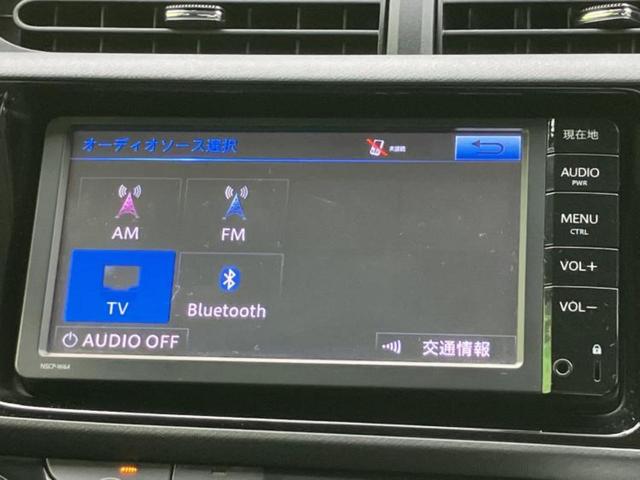 オーディオソース選択
未接続
AM
FM
TV
Bluetooth
AUDIO OFF
交通情報
NSCP-W64
現在地
AUDIO
PWR
MENU
CTRL
VOL+
VOL−